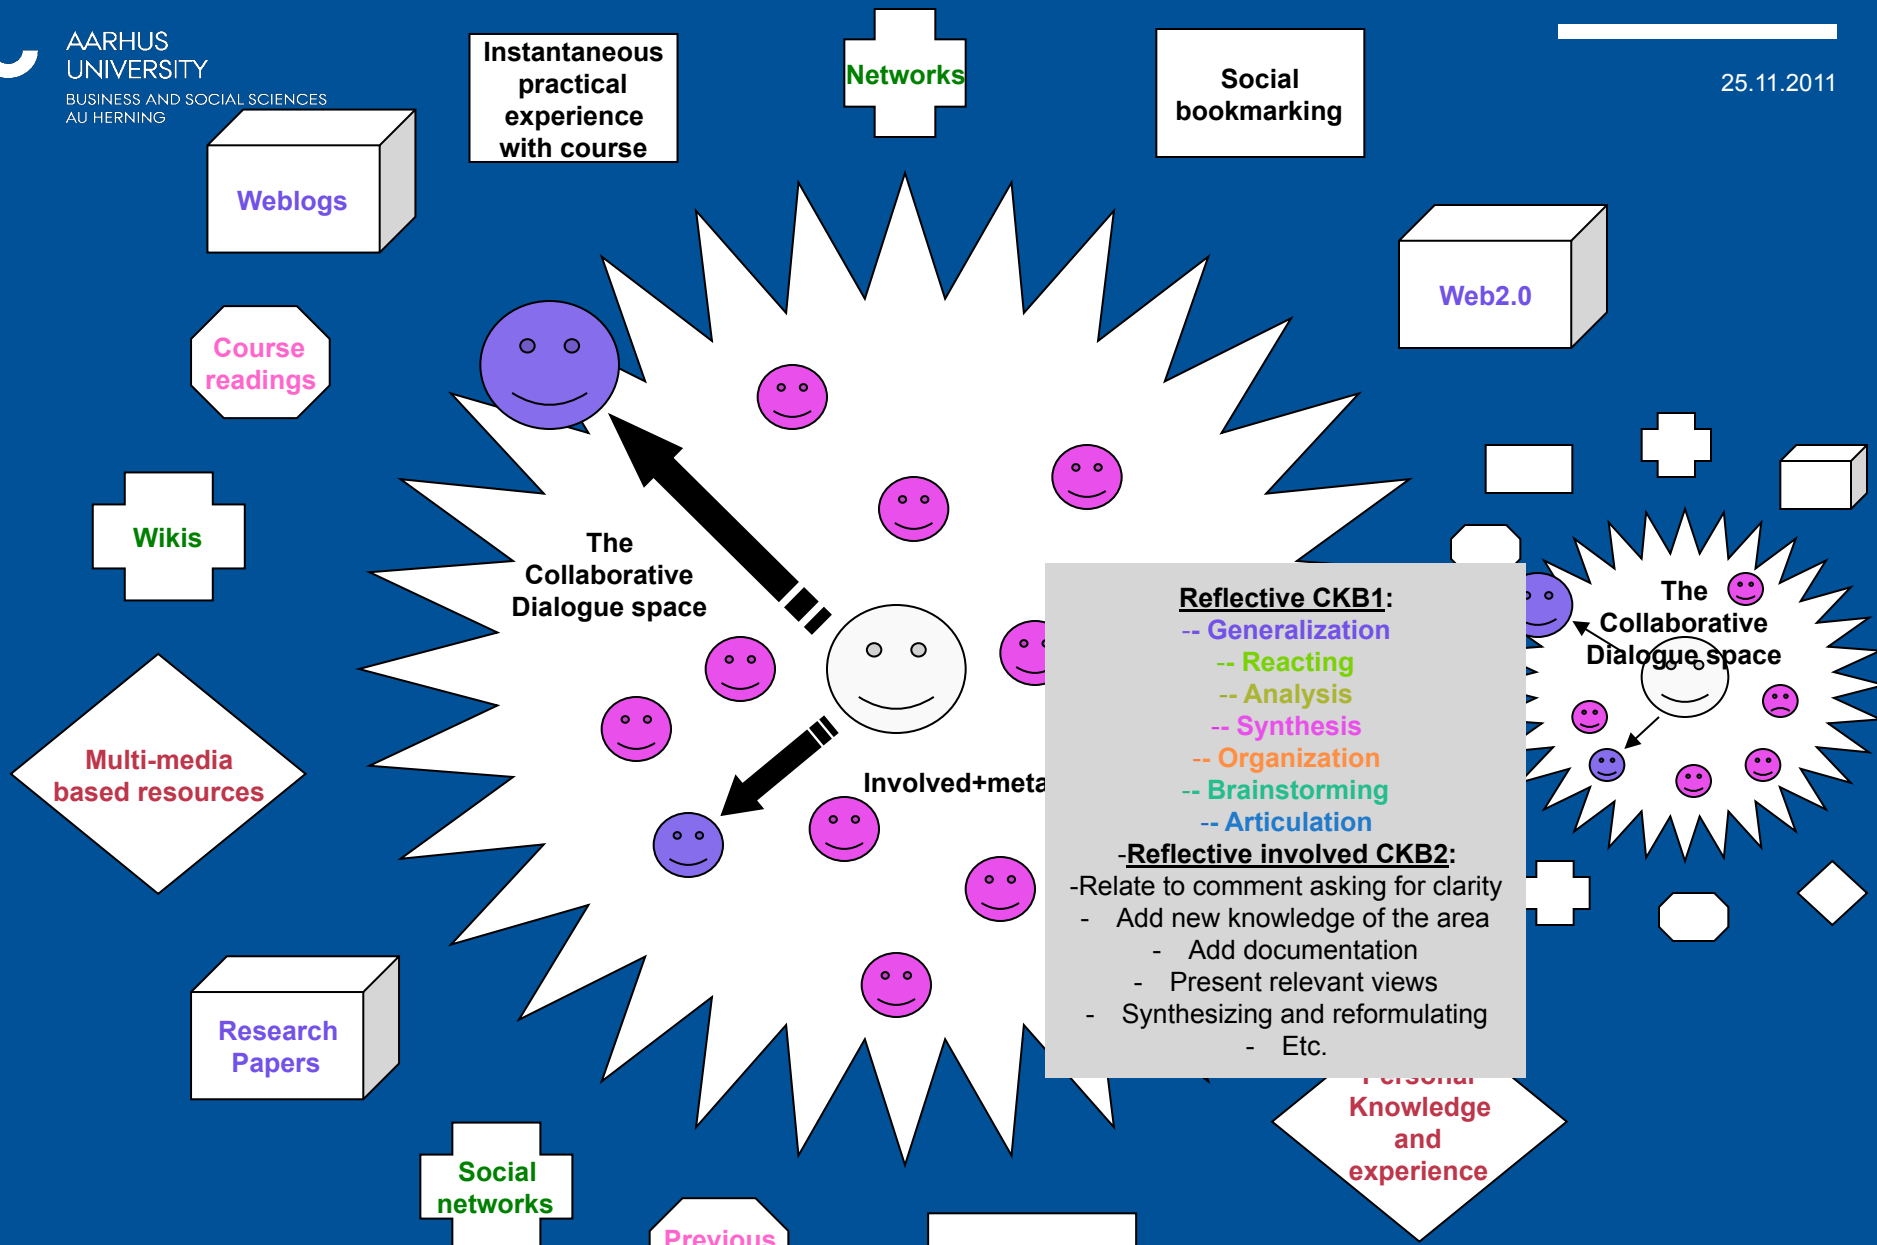 AARHUS
UNIVERSITY
BUSINESS AND SOCIAL SCIENCES
AU HERNING
25.11.2011
Instantaneous
practical
experience
with course
Networks
Social
bookmarking
Weblogs
Web2.0
Course
readings
Wikis
The
Collaborative
Dialogue space
Multi-media
based resources
Involved+meta
Reflective CKB1:
-- Generalization
-- Reacting
-- Analysis
-- Synthesis
-- Organization
-- Brainstorming
-- Articulation
-Reflective involved CKB2:
-Relate to comment asking for clarity
- Add new knowledge of the area
- Add documentation
- Present relevant views
- Synthesizing and reformulating
- Etc.
The
Collaborative
Dialogue space
Research
Papers
Personal
Knowledge
and
experience
Social
networks
Previous